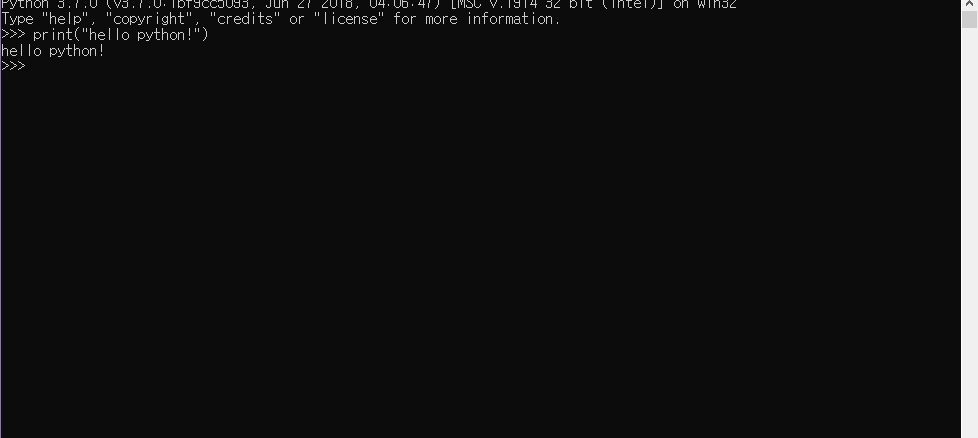 Python 3.7.0 (v3.7.0:1bf9cc5093, Jun 27 2018, 04:06:47) [MSC v.1914 32 bit (Intel)] on win32
Type "help", "copyright", "credits" or "license" for more information.
>>> print("hello python!")
hello python!
>>>